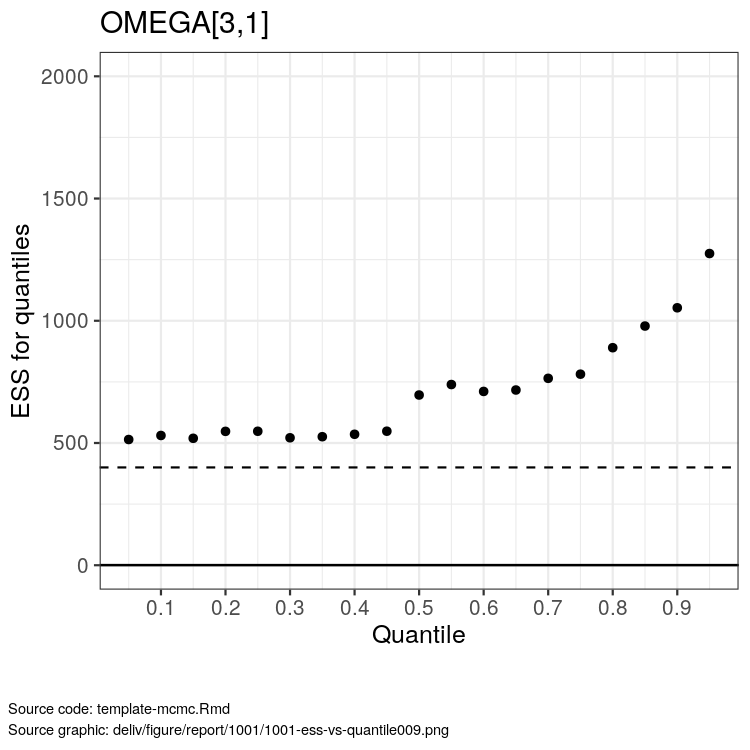 OMEGA[3,1]
ESS for quantiles
2000
1500
1000
500
0
0.1 0.2 0.3 0.4 0.5 0.6 0.7 0.8 0.9
Quantile
Source code: template-mcmc.Rmd
Source graphic: deliv/figure/report/1001/1001-ess-vs-quantile009.png